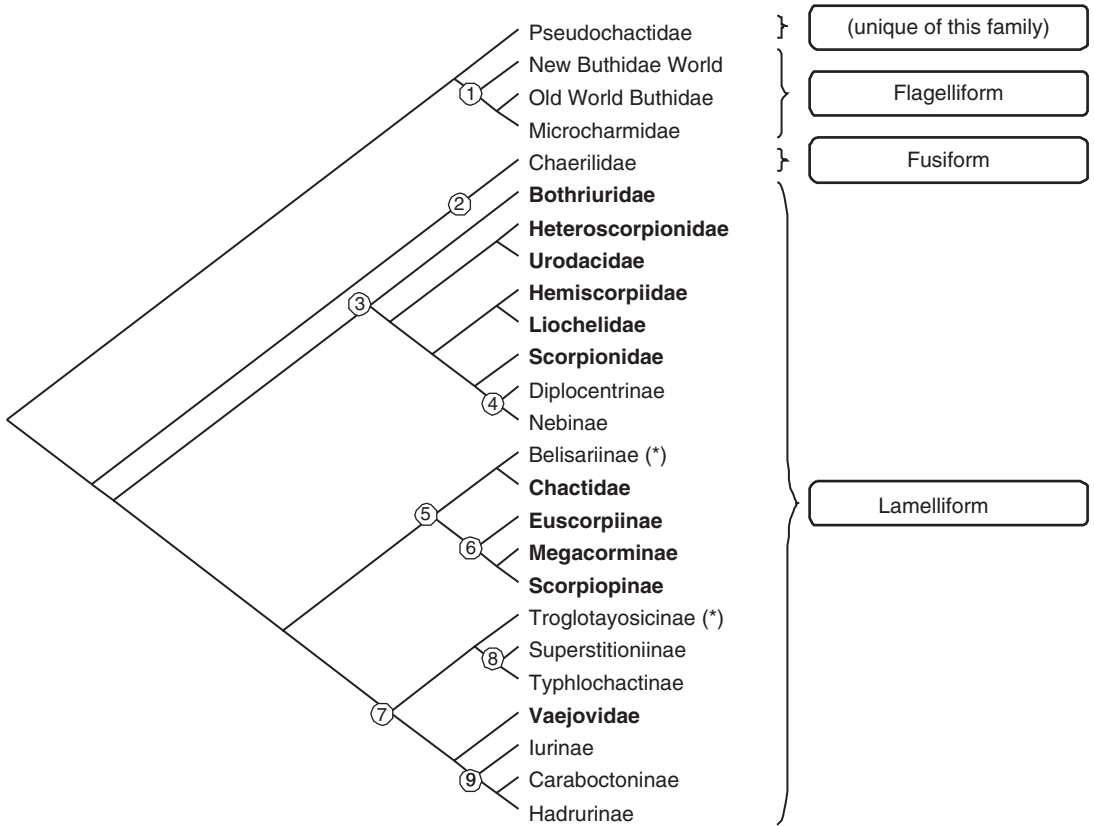 Pseudochactidae
(unique of this family)
New Buthidae World
1
Old World Buthidae
Flagelliform
Microcharmidae
Chaerilidae
Fusiform
2
Bothriuridae
Heteroscorpionidae
Urodacidae
3
Hemiscorpiidae
Liochelidae
Scorpionidae
Diplocentrinae
4
Nebinae
Belisariinae (*)
Chactidae
Lamelliform
5
Euscorpiinae
6
Megacorminae
Scorpiopinae
Troglotayosicinae (*)
Superstitioniinae
8
Typhlochactinae
7
Vaejovidae
Iurinae
9
Caraboctoninae
Hadrurinae